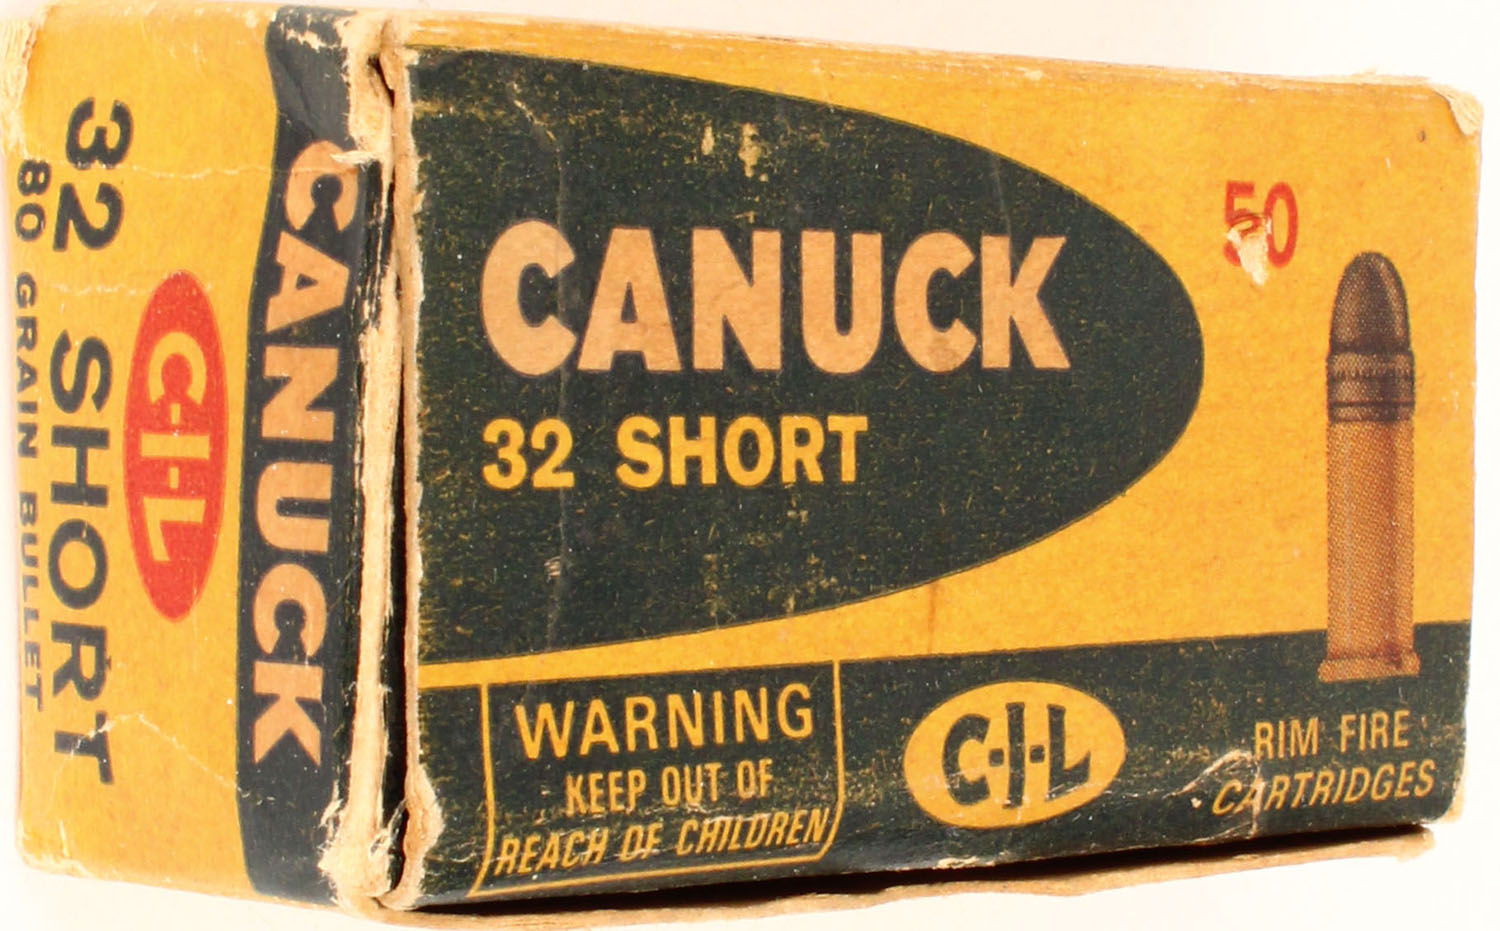 32 SHORT
80 GRAIN BULLET
C-I-L
CANUCK
CANUCK
32 SHORT
50
WARNING
KEEP OUT OF
REACH OF CHILDREN
C-I-L
RIM FIRE
CARTRIDGES